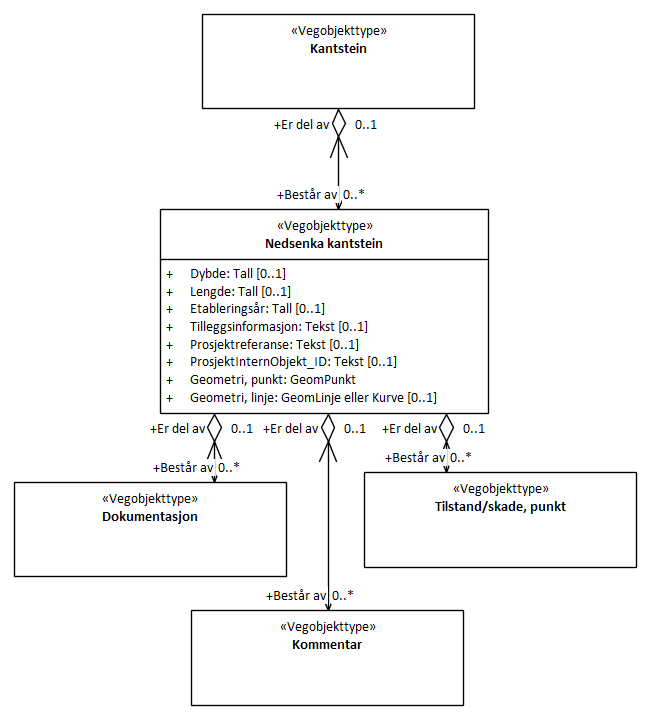 «Vegobjekttype»
Kantstein
+Er del av 0..1
+Består av 0..*
«Vegobjekttype»
Nedsenka kantstein
+ Dybde: Tall [0..1]
+ Lengde: Tall [0..1]
+ Etableringsår: Tall [0..1]
+ Tilleggsinformasjon: Tekst [0..1]
+ Prosjektreferanse: Tekst [0..1]
+ ProsjektInternObjekt_ID: Tekst [0..1]
+ Geometri, punkt: GeomPunkt
+ Geometri, linje: GeomLinje eller Kurve [0..1]
+Er del av 0..1 +Er del av 0..1 +Er del av 0..1
+Består av 0..*
+Består av 0..*
«Vegobjekttype»
Dokumentasjon
«Vegobjekttype»
Tilstand/skade, punkt
+Består av 0..*
«Vegobjekttype»
Kommentar